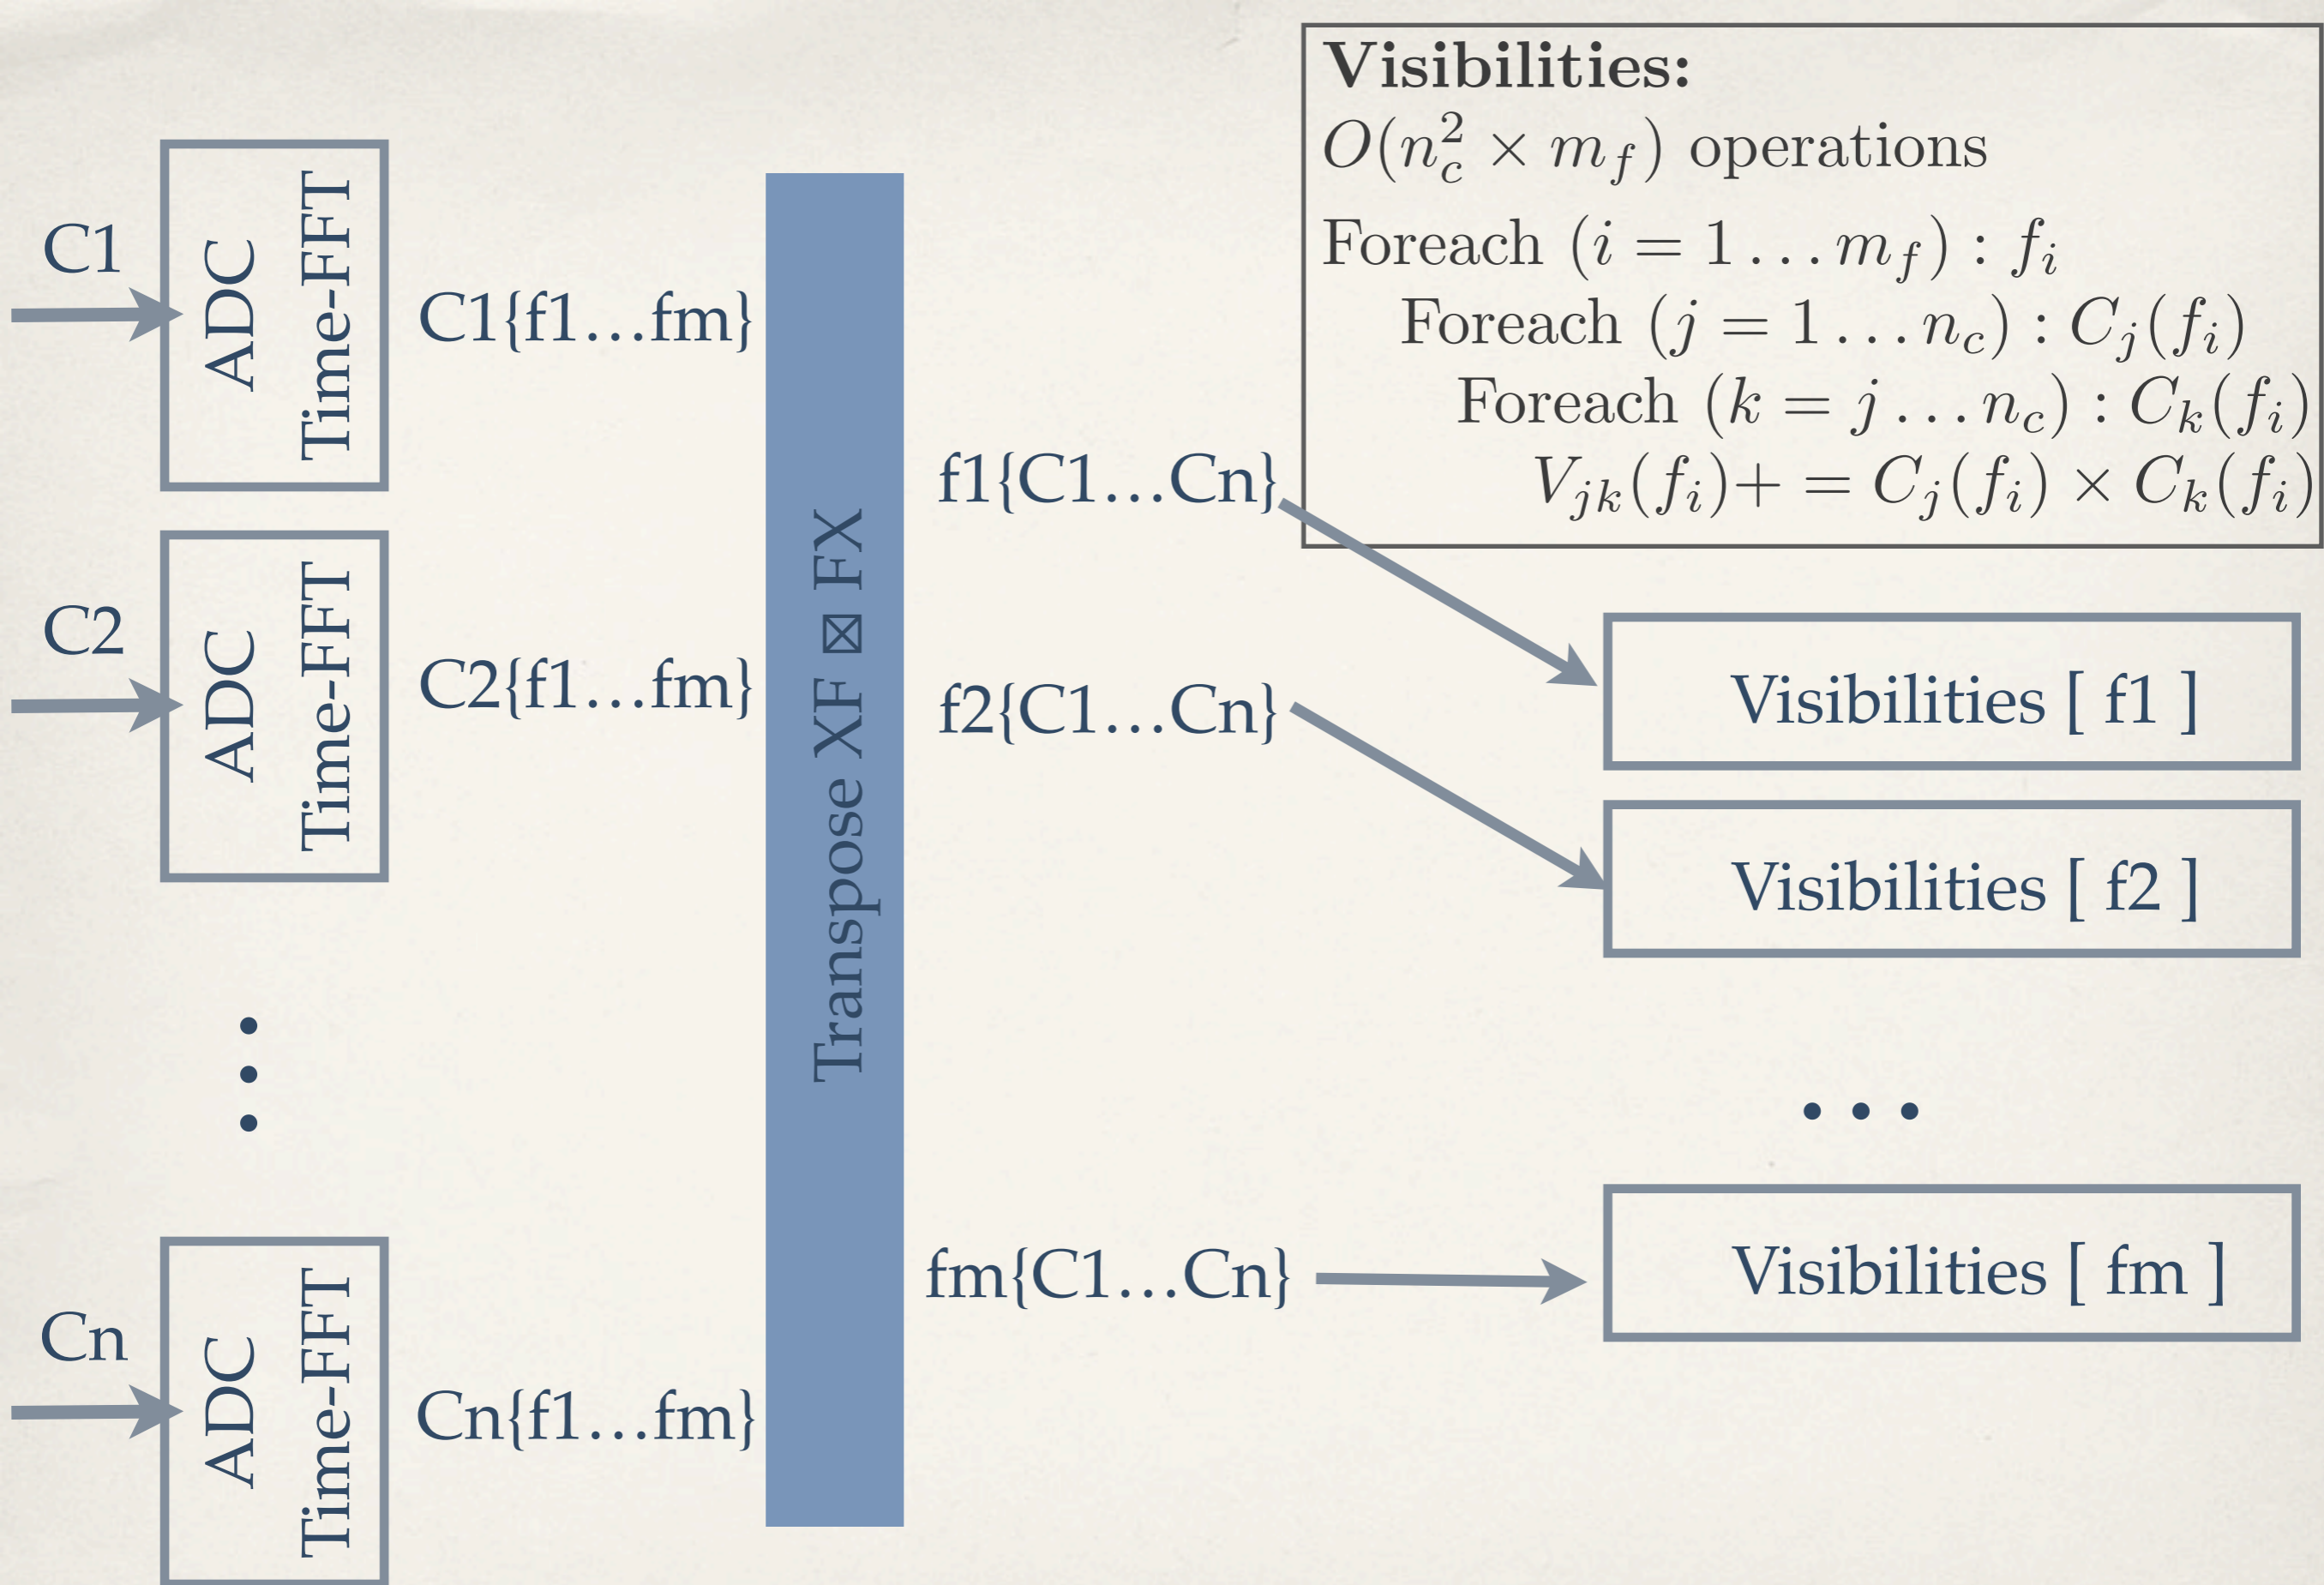 Visibilities:
O(n_c^2 × m_f) operations
Foreach (i = 1 … m_f) : f_i
Foreach (j = 1 … n_c) : C_j(f_i)
Foreach (k = j … n_c) : C_k(f_i)
V_{jk}(f_i)+ = C_j(f_i) × C_k(f_i)
C1
ADC
Time-FFT
C1{f1…fm}
C2
ADC
Time-FFT
C2{f1…fm}
Cn
ADC
Time-FFT
Cn{f1…fm}
Transpose XF ⊠ FX
f1{C1…Cn}
f2{C1…Cn}
fm{C1…Cn}
Visibilities [ f1 ]
Visibilities [ f2 ]
• • •
Visibilities [ fm ]